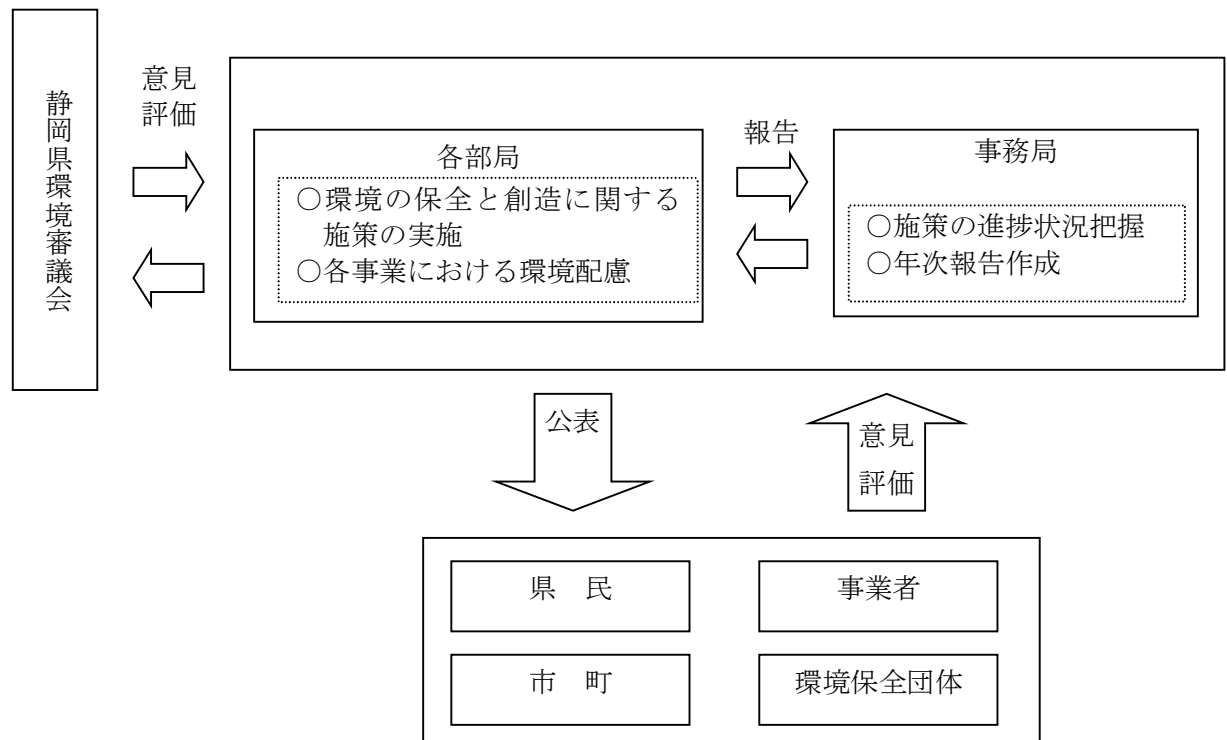 静岡県環境審議会
意見
評価
各部局
○環境の保全と創造に関する
施策の実施
○各事業における環境配慮
報告
事務局
○施策の進捗状況把握
○年次報告作成
公表
意見
評価
県　民
事業者
市　町
環境保全団体